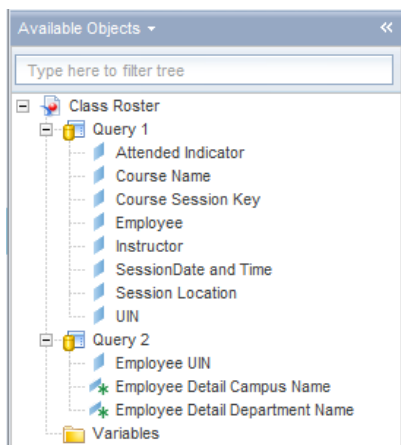 Available Objects
Type here to filter tree
Class Roster
Query 1
Attended Indicator
Course Name
Course Session Key
Employee
Instructor
SessionDate and Time
Session Location
UIN
Query 2
Employee UIN
Employee Detail Campus Name
Employee Detail Department Name
Variables